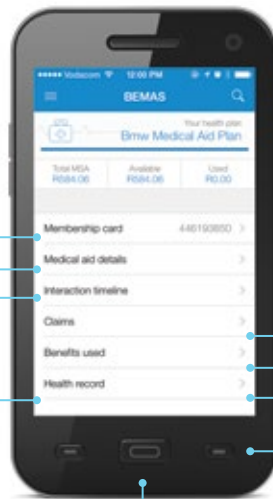 Vodacom 12:00 PM
BEMAS
Your health plan
Bmw Medical Aid Plan
Total MSA Available Used
R584.06 R584.06 R0.00
Membership card 446193850
Medical aid details
Interaction timeline
Claims
Benefits used
Health record